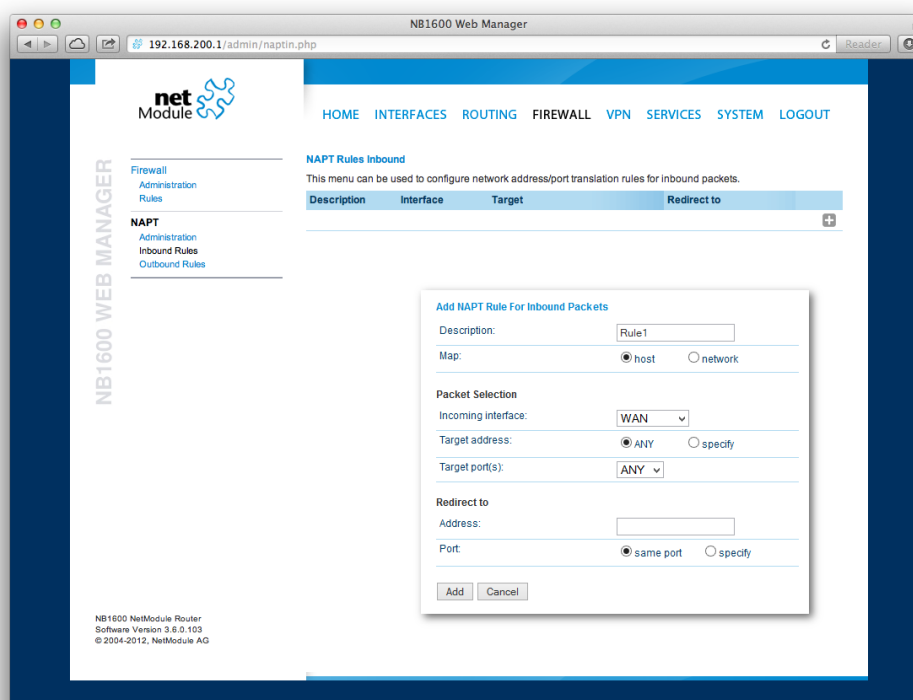 NB1600 Web Manager
192.168.200.1/admin/naptin.php
Reader
net
Module
HOME INTERFACES ROUTING FIREWALL VPN SERVICES SYSTEM LOGOUT
NB1600 WEB MANAGER
Firewall
Administration
Rules
NAPT
Administration
Inbound Rules
Outbound Rules
NAPT Rules Inbound
This menu can be used to configure network address/port translation rules for inbound packets.
Description Interface Target Redirect to
Add NAPT Rule For Inbound Packets
Description: Rule1
Map: host network
Packet Selection
Incoming interface: WAN
Target address: ANY specify
Target port(s): ANY
Redirect to
Address:
Port: same port specify
Add Cancel
NB1600 NetModule Router
Software Version 3.6.0.103
© 2004-2012, NetModule AG